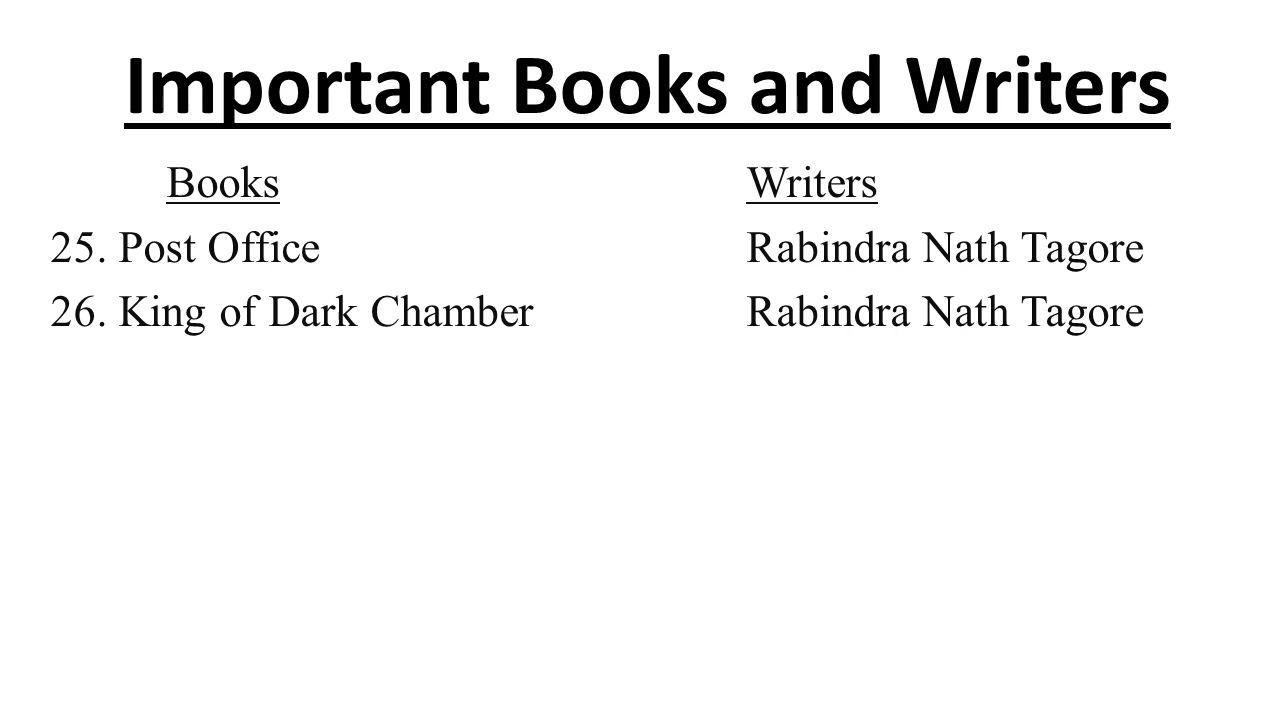 Important Books and Writers
Books Writers
25. Post Office Rabindra Nath Tagore
26. King of Dark Chamber Rabindra Nath Tagore